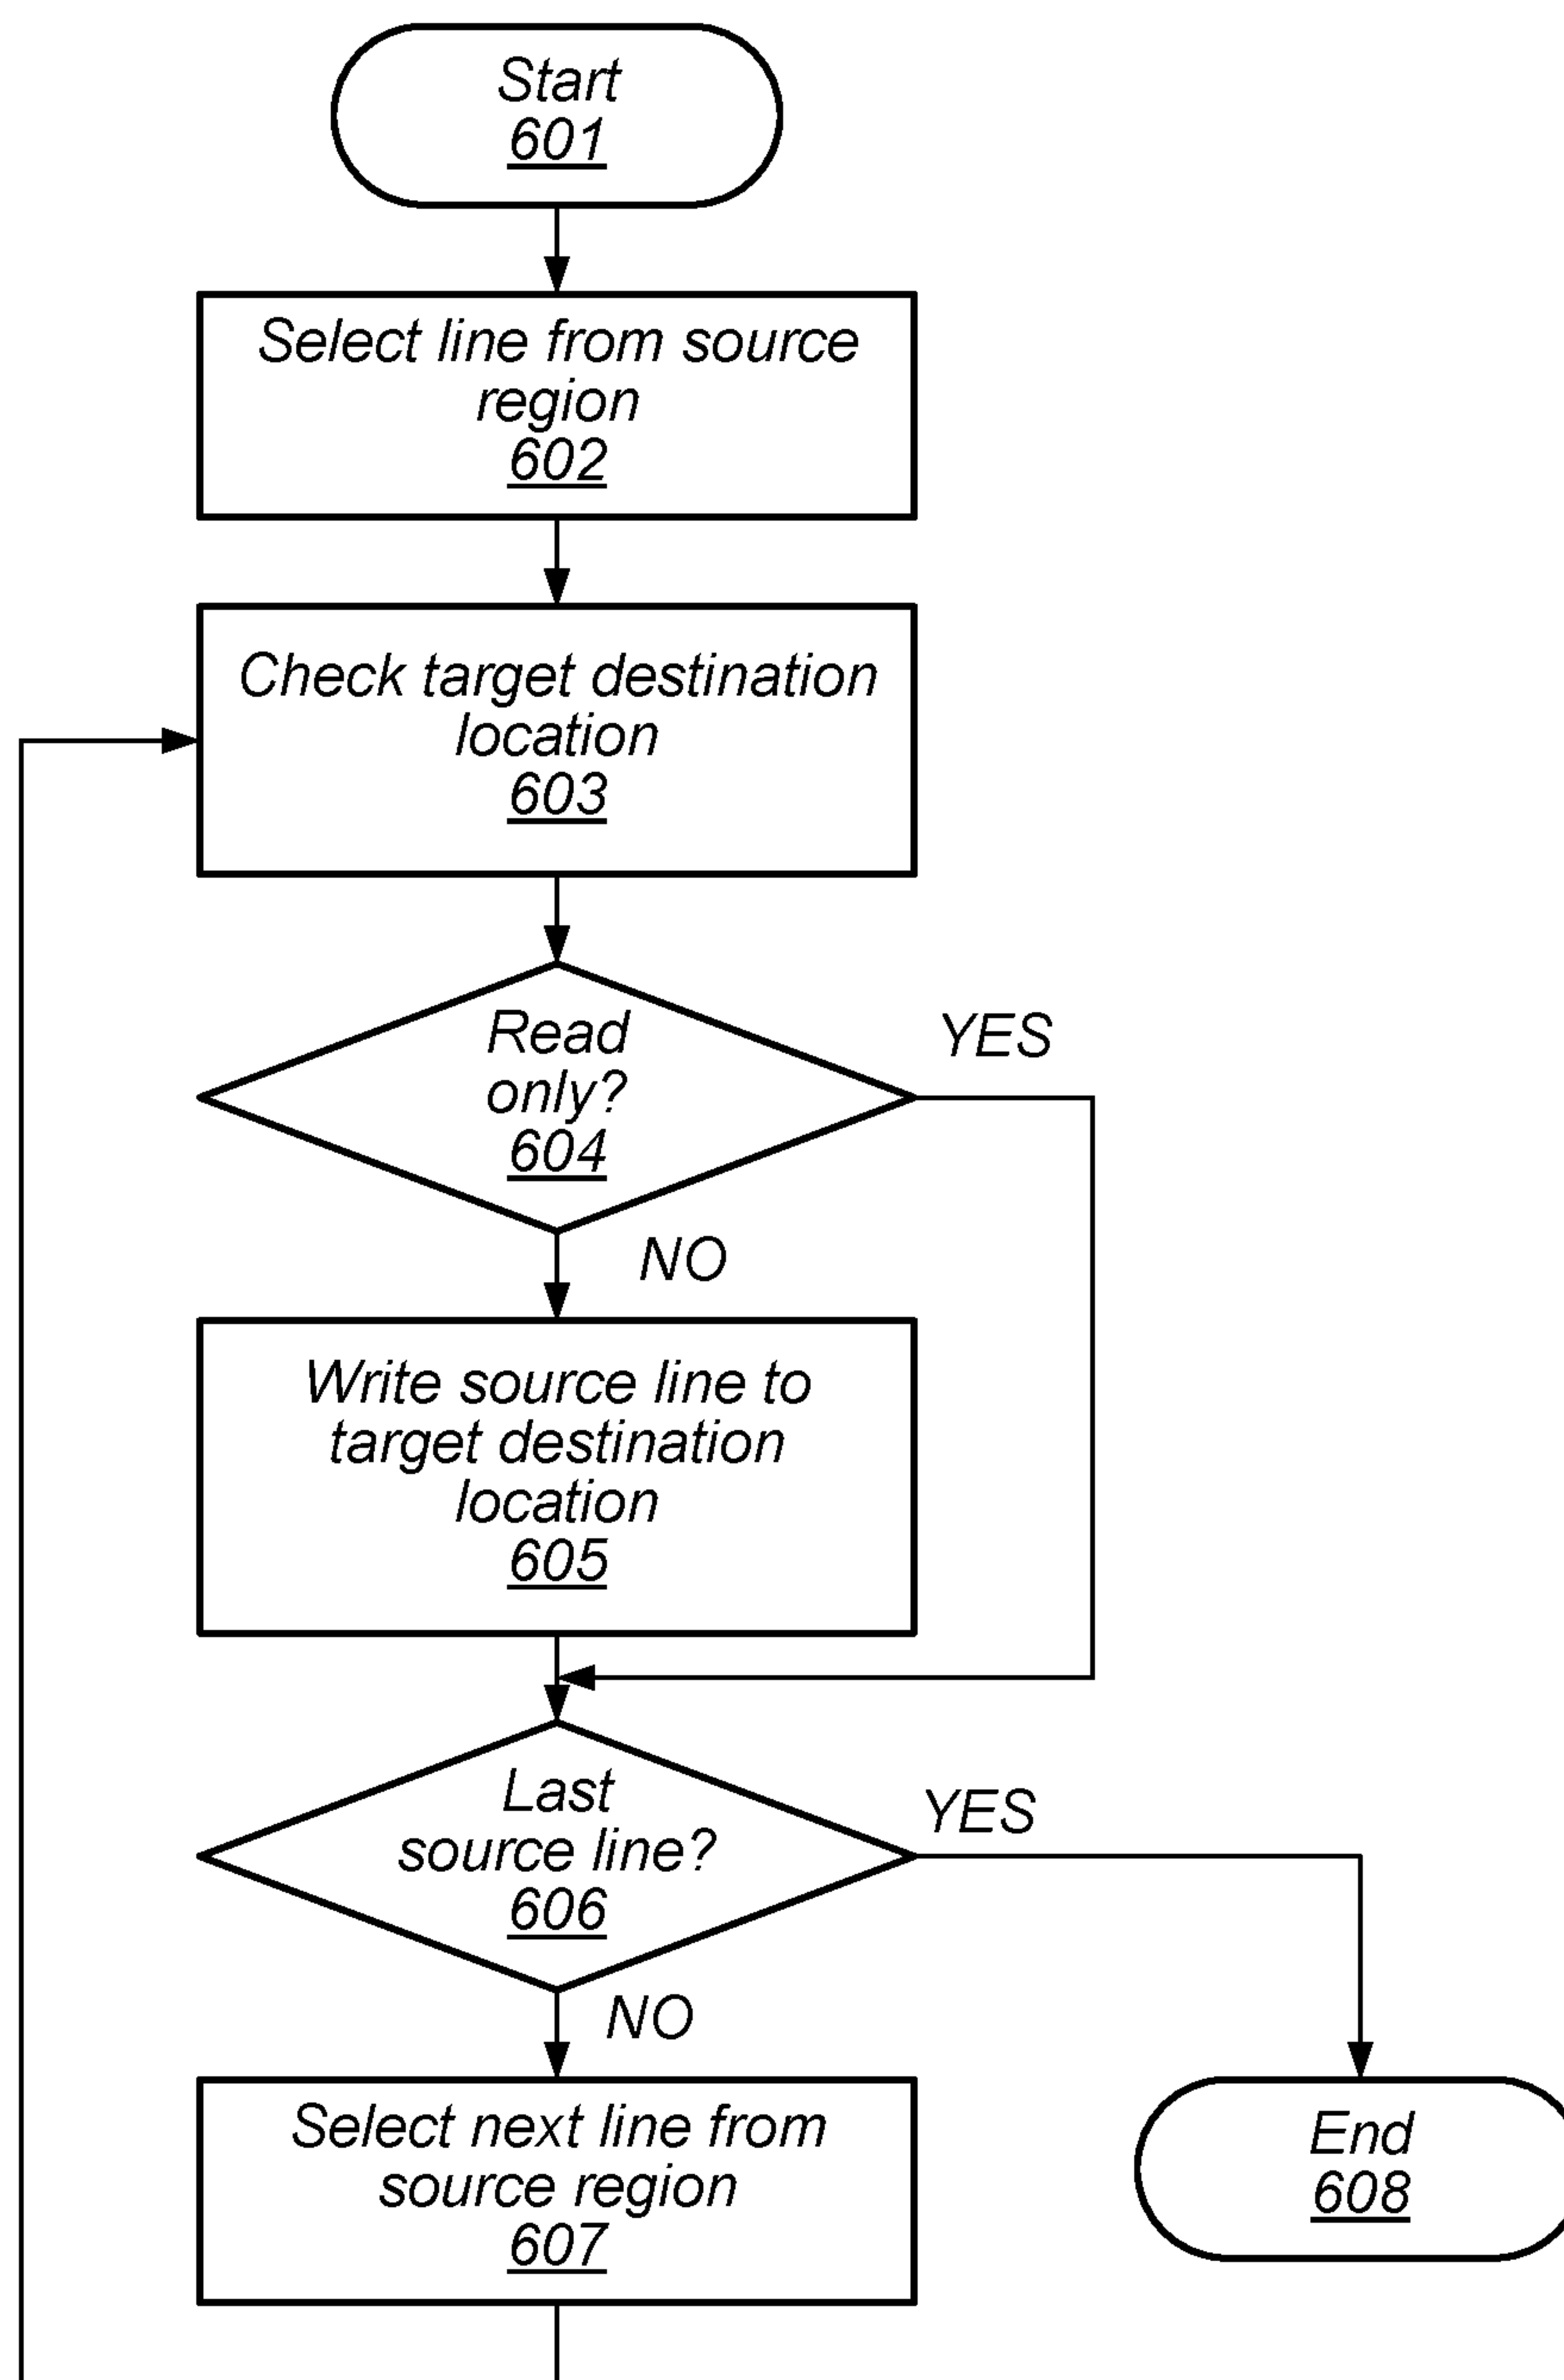 Start
601
Select line from source
region
602
Check target destination
location
603
Read
only?
604
YES
NO
Write source line to
target destination
location
605
Last
source line?
606
YES
NO
Select next line from
source region
607
End
608